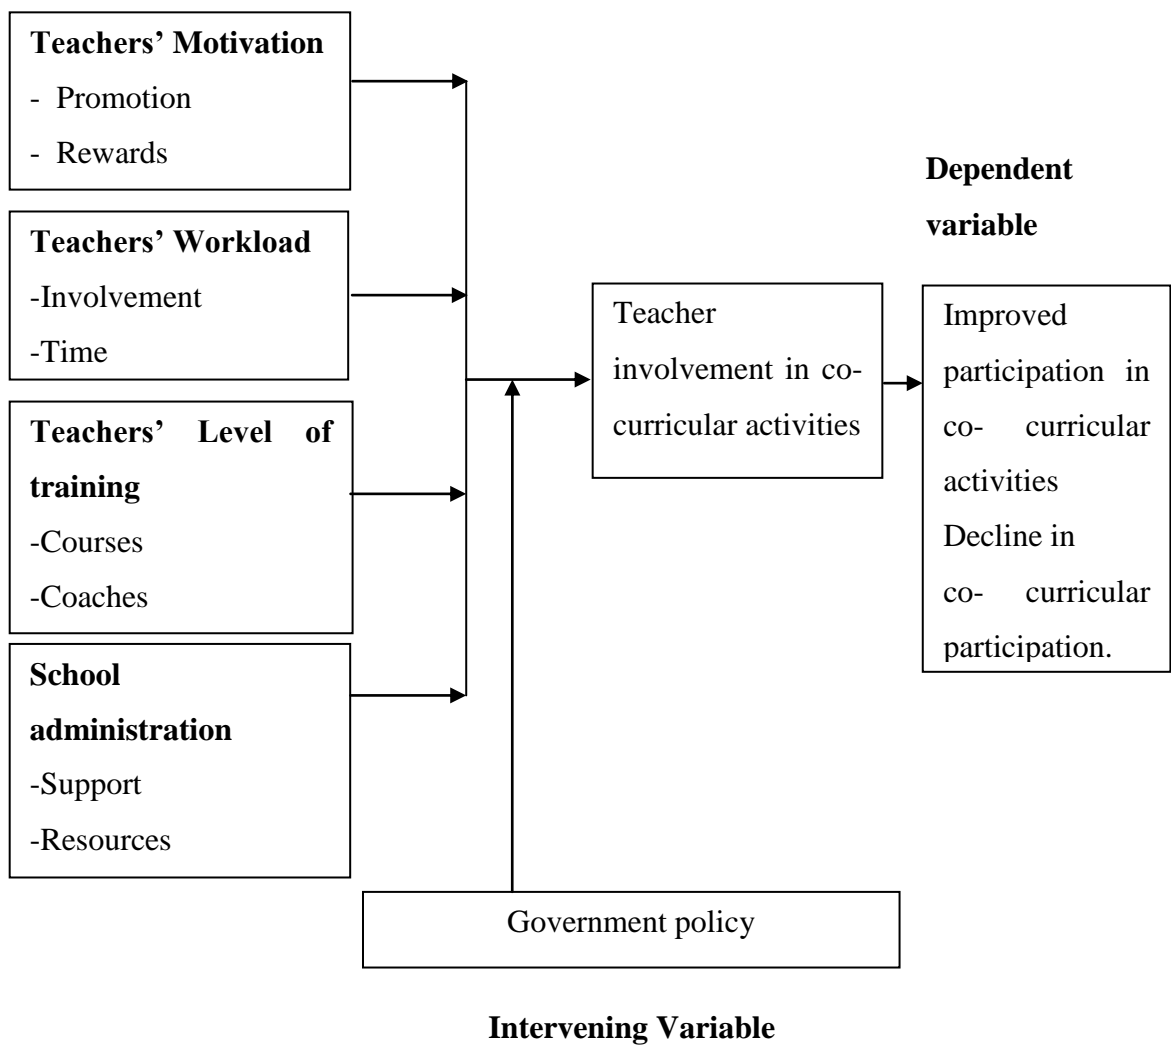 Teachers’ Motivation
- Promotion
- Rewards
Teachers’ Workload
-Involvement
-Time
Teachers’ Level of
training
-Courses
-Coaches
School
administration
-Support
-Resources
Teacher
involvement in co-
curricular activities
Dependent
variable
Improved
participation in
co- curricular
activities
Decline in
co- curricular
participation.
Government policy
Intervening Variable